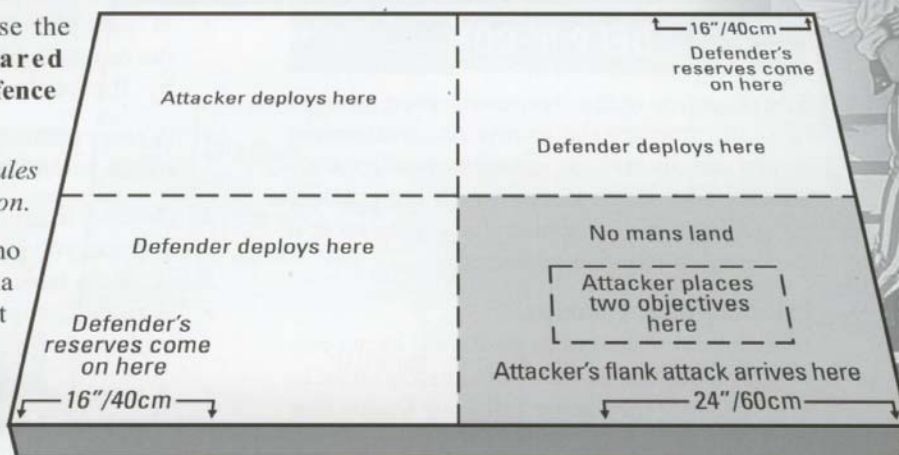 se the
ared
fence
ules
on.
no
a
t
Attacker deploys here
16"/40cm
Defender's
reserves come
on here
Defender deploys here
Defender deploys here
Defender's
reserves come
on here
16"/40cm
No mans land
Attacker places
two objectives
here
Attacker's flank attack arrives here
24"/60cm